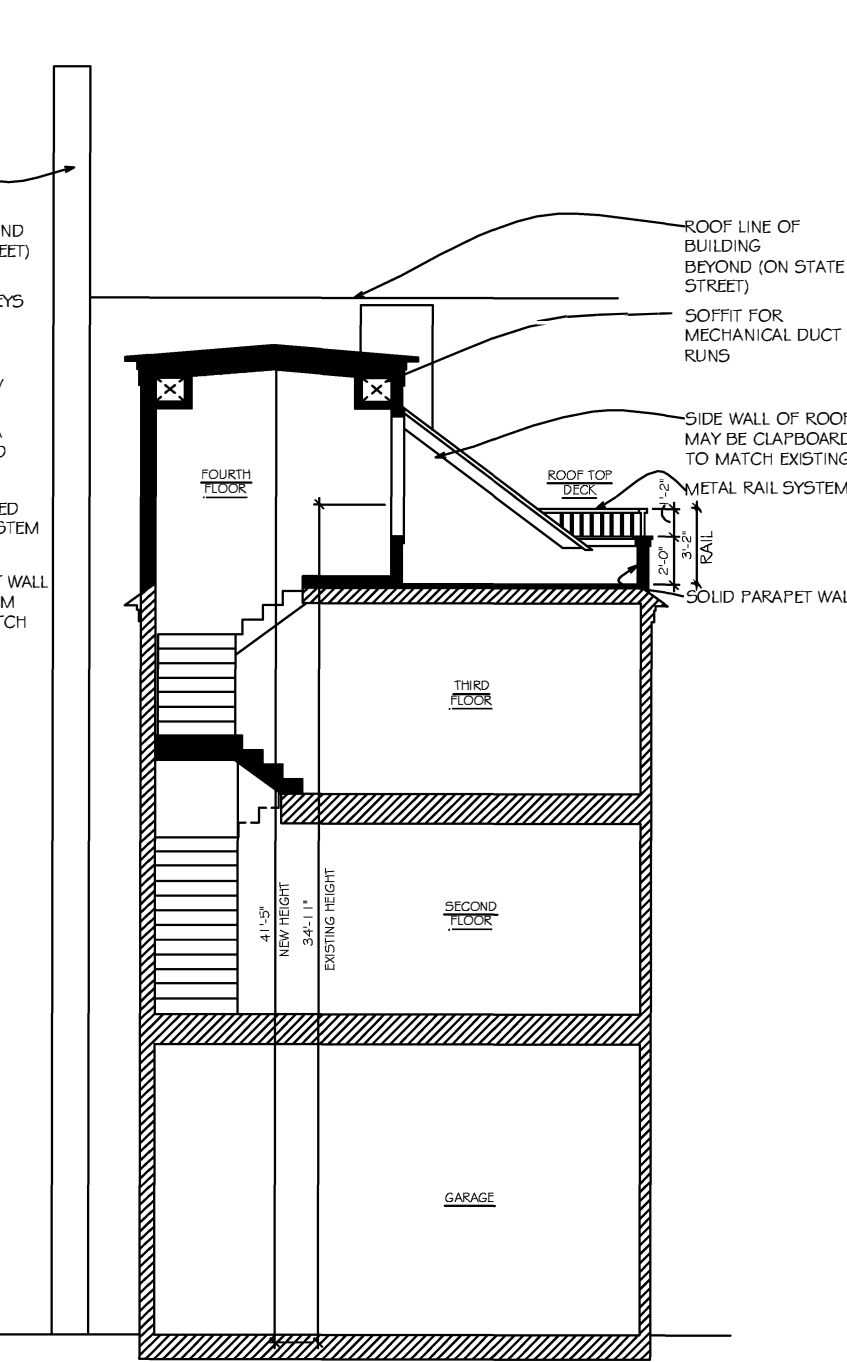 ND
EET)
EYS
ED
STEM
T WALL
M
TCH
ROOF LINE OF
BUILDING
BEYOND (ON STATE
STREET)
SOFFIT FOR
MECHANICAL DUCT
RUNS
SIDE WALL OF ROOF
MAY BE CLAPBOARD
TO MATCH EXISTING
METAL RAIL SYSTEM
SOLID PARAPET WAL
ROOF TOP
DECK
1'-2"
2'-0"
3'-2"
RAIL
FOURTH
FLOOR
THIRD
FLOOR
SECOND
FLOOR
41'-5"
NEW HEIGHT
34'-11"
EXISTING HEIGHT
GARAGE